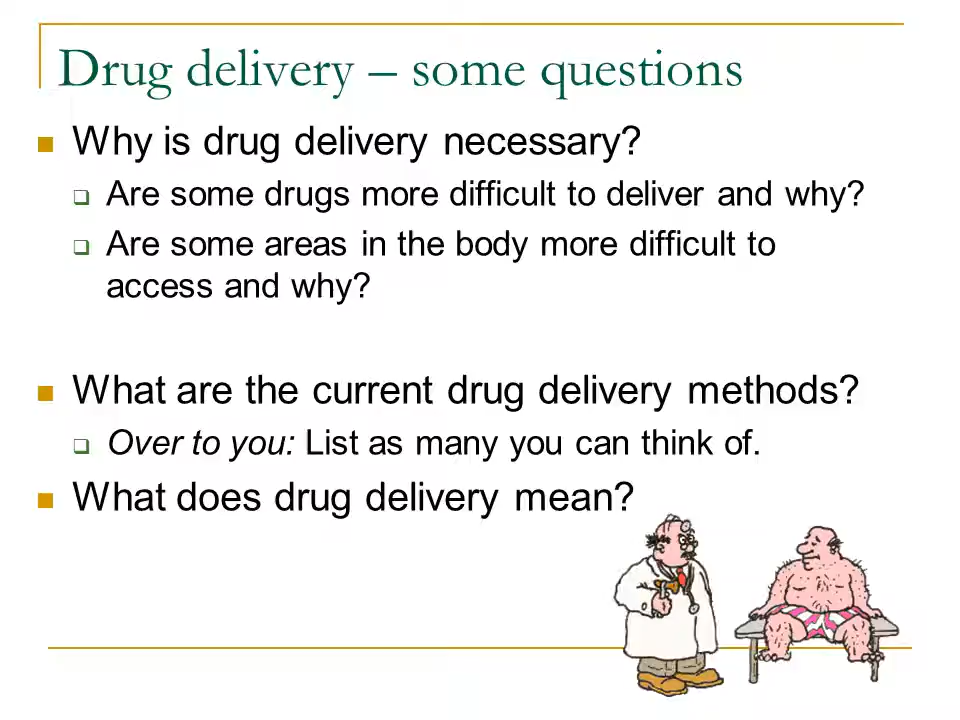 Drug delivery – some questions
Why is drug delivery necessary?
Are some drugs more difficult to deliver and why?
Are some areas in the body more difficult to
access and why?
What are the current drug delivery methods?
Over to you: List as many you can think of.
What does drug delivery mean?